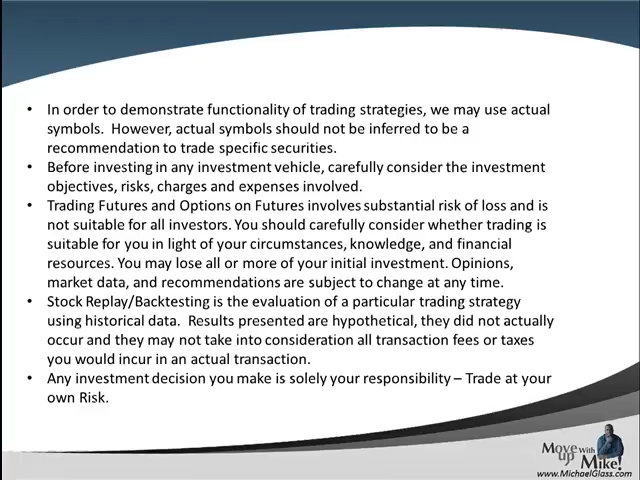 • In order to demonstrate functionality of trading strategies, we may use actual
symbols.  However, actual symbols should not be inferred to be a
recommendation to trade specific securities.
• Before investing in any investment vehicle, carefully consider the investment
objectives, risks, charges and expenses involved.
• Trading Futures and Options on Futures involves substantial risk of loss and is
not suitable for all investors. You should carefully consider whether trading is
suitable for you in light of your circumstances, knowledge, and financial
resources. You may lose all or more of your initial investment. Opinions,
market data, and recommendations are subject to change at any time.
• Stock Replay/Backtesting is the evaluation of a particular trading strategy
using historical data.  Results presented are hypothetical, they did not actually
occur and they may not take into consideration all transaction fees or taxes
you would incur in an actual transaction.
• Any investment decision you make is solely your responsibility – Trade at your
own Risk.
Move With
up Mike!
www.MichaelGlass.com